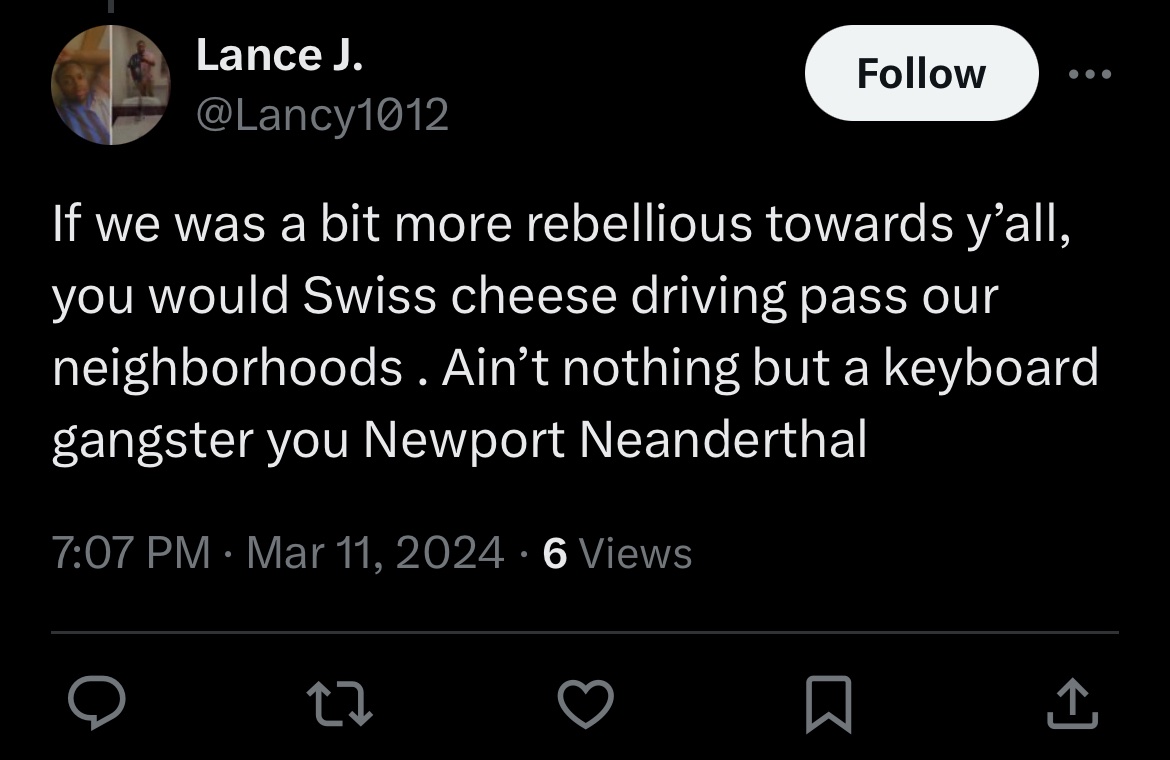 Lance J.
@Lancy1012
Follow
If we was a bit more rebellious towards y’all,
you would Swiss cheese driving pass our
neighborhoods . Ain’t nothing but a keyboard
gangster you Newport Neanderthal
7:07 PM · Mar 11, 2024 · 6 Views